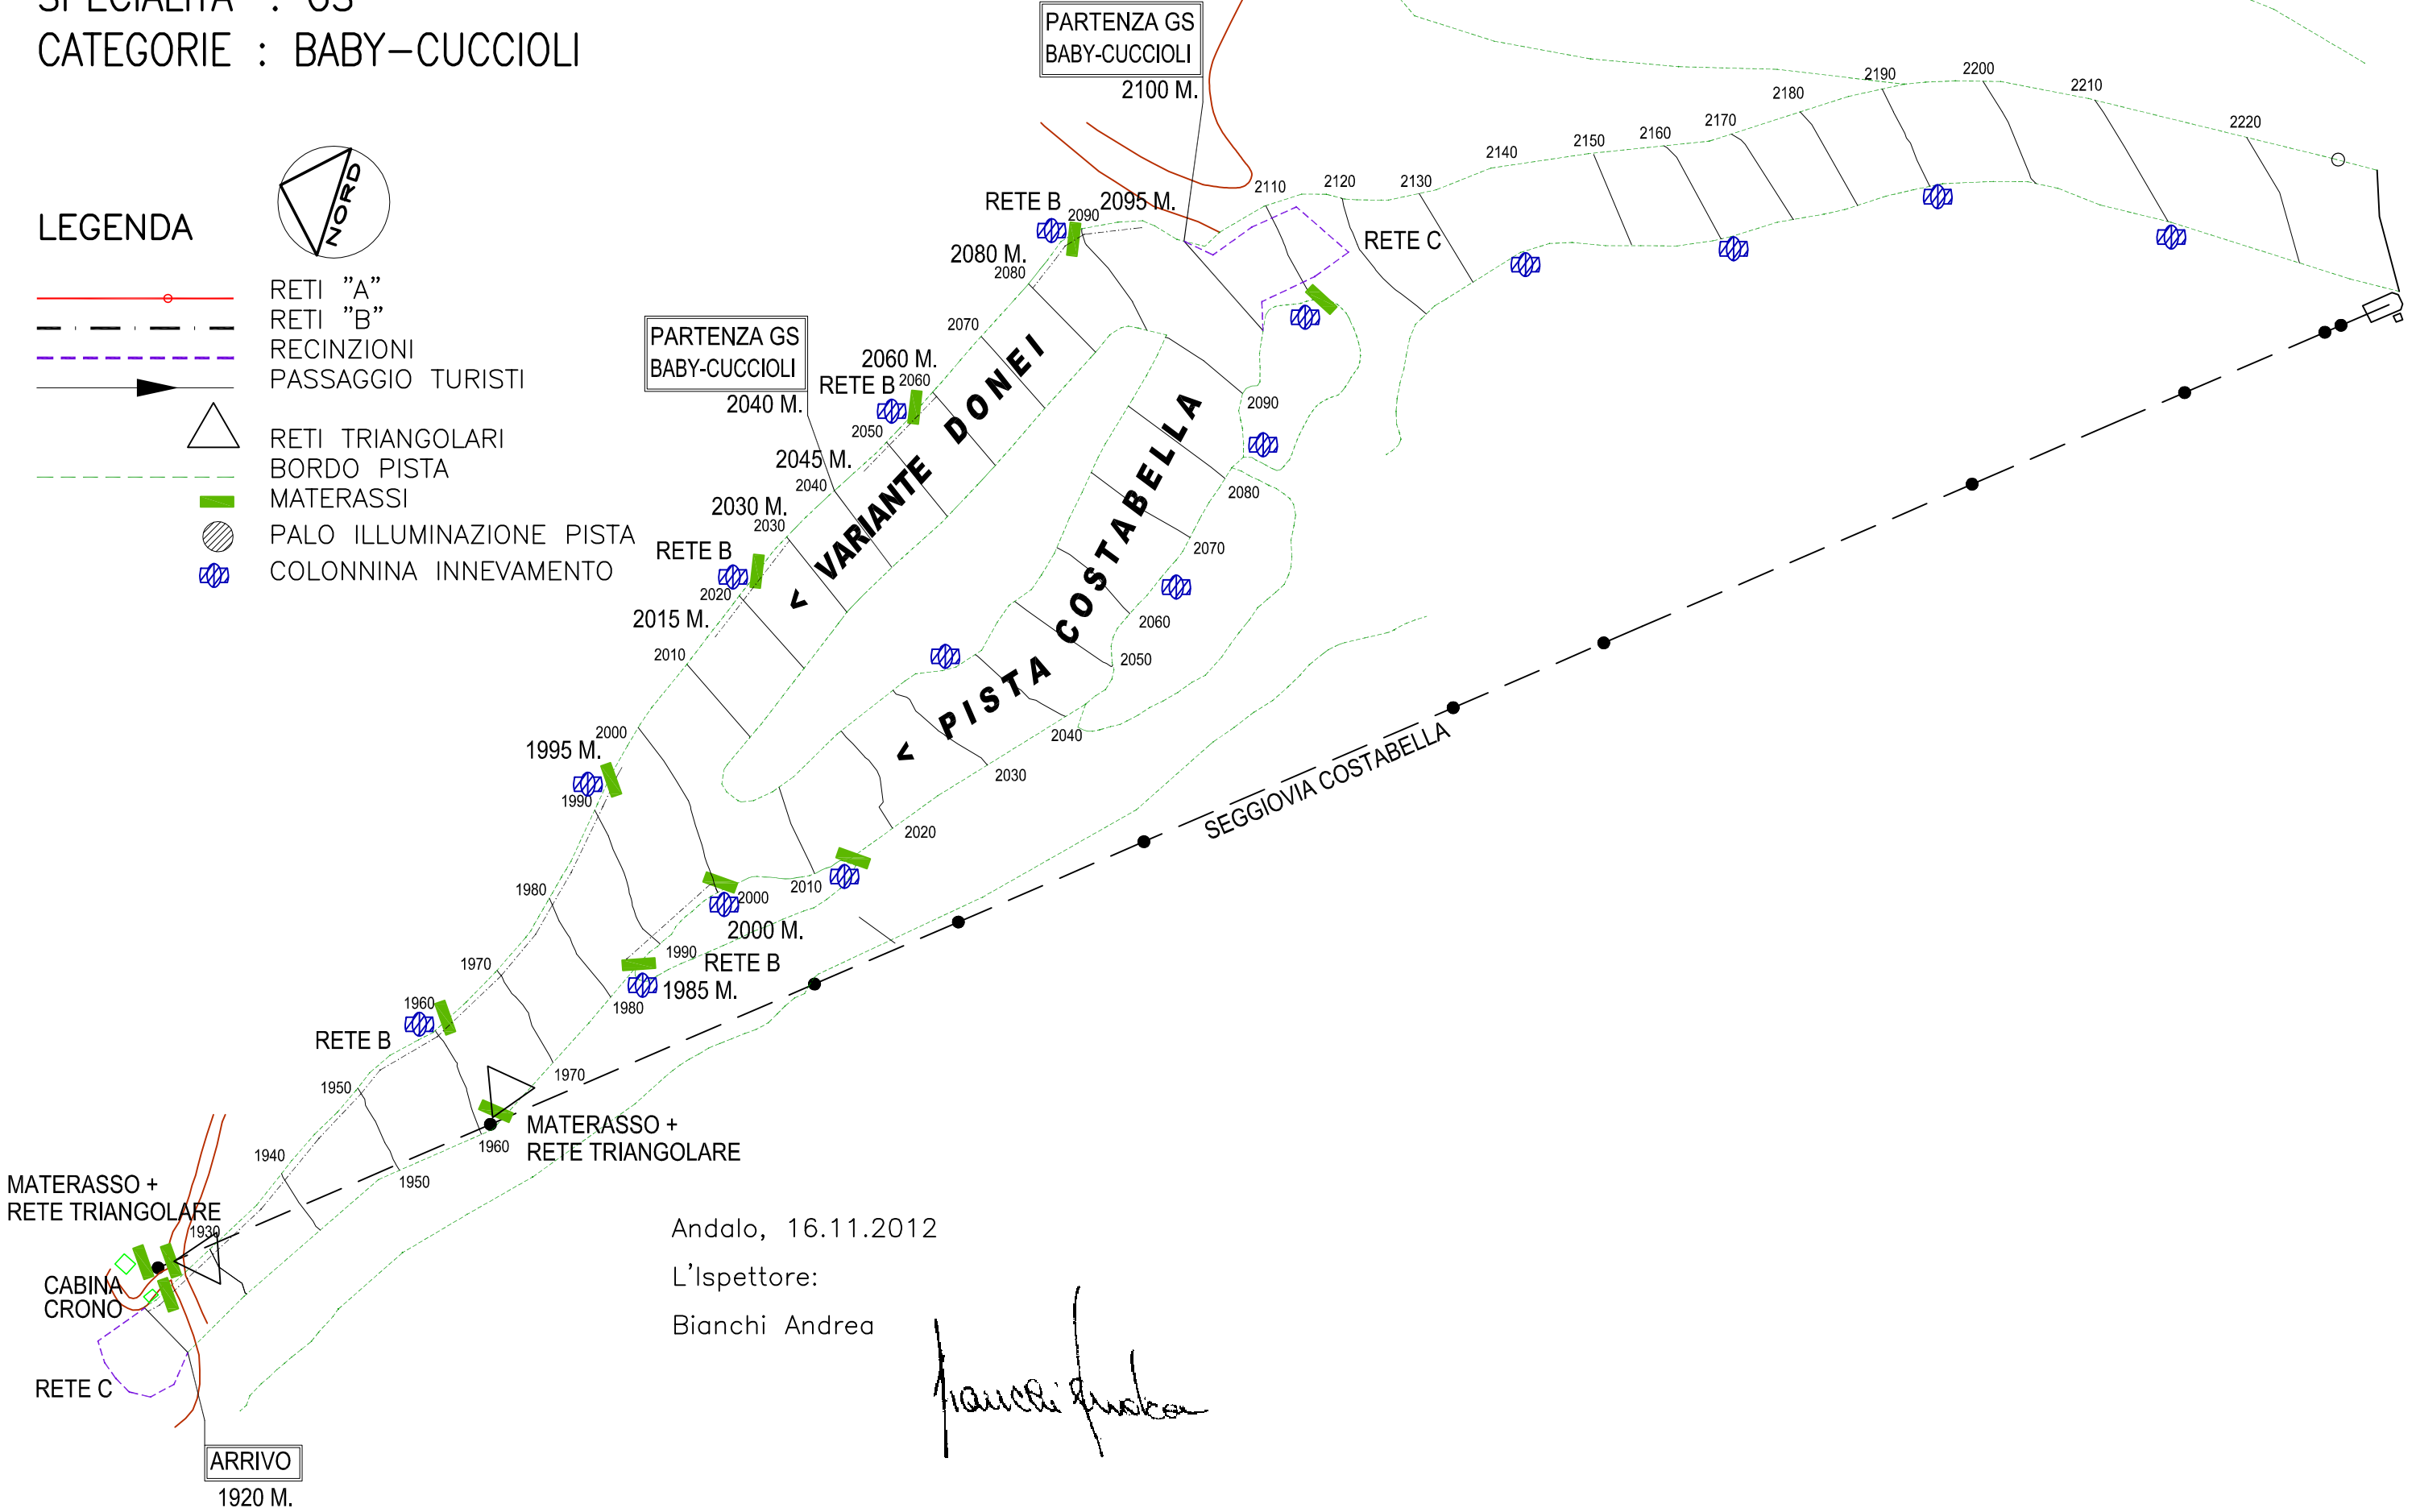 SPECIALITA' : GS
CATEGORIE : BABY-CUCCIOLI
PARTENZA GS
BABY-CUCCIOLI
2100 M.
NORD
LEGENDA
RETI "A"
RETI "B"
RECINZIONI
PASSAGGIO TURISTI
RETI TRIANGOLARI
BORDO PISTA
MATERASSI
PALO ILLUMINAZIONE PISTA
COLONNINA INNEVAMENTO
2220
2210
2200
2190
2180
2170
2160
2150
2140
2130
2120
2110
RETE C
RETE B
2095 M.
2090
2080 M.
2080
2070
PARTENZA GS
BABY-CUCCIOLI
2040 M.
2060 M.
RETE B
2060
2050
2045 M.
2040
2030 M.
2030
RETE B
2020
2015 M.
2010
2000
1995 M.
1990
1980
1970
1960
RETE B
1950
1940
1930
< VARIANTE DONEI
< PISTA COSTABELLA
2090
2080
2070
2060
2050
2040
2030
2020
2010
2000
2000 M.
1990
RETE B
1985 M.
1980
1970
1960
1950
SEGGIOVIA COSTABELLA
MATERASSO +
RETE TRIANGOLARE
MATERASSO +
RETE TRIANGOLARE
CABINA
CRONO
RETE C
ARRIVO
1920 M.
Andalo, 16.11.2012
L'Ispettore:
Bianchi Andrea